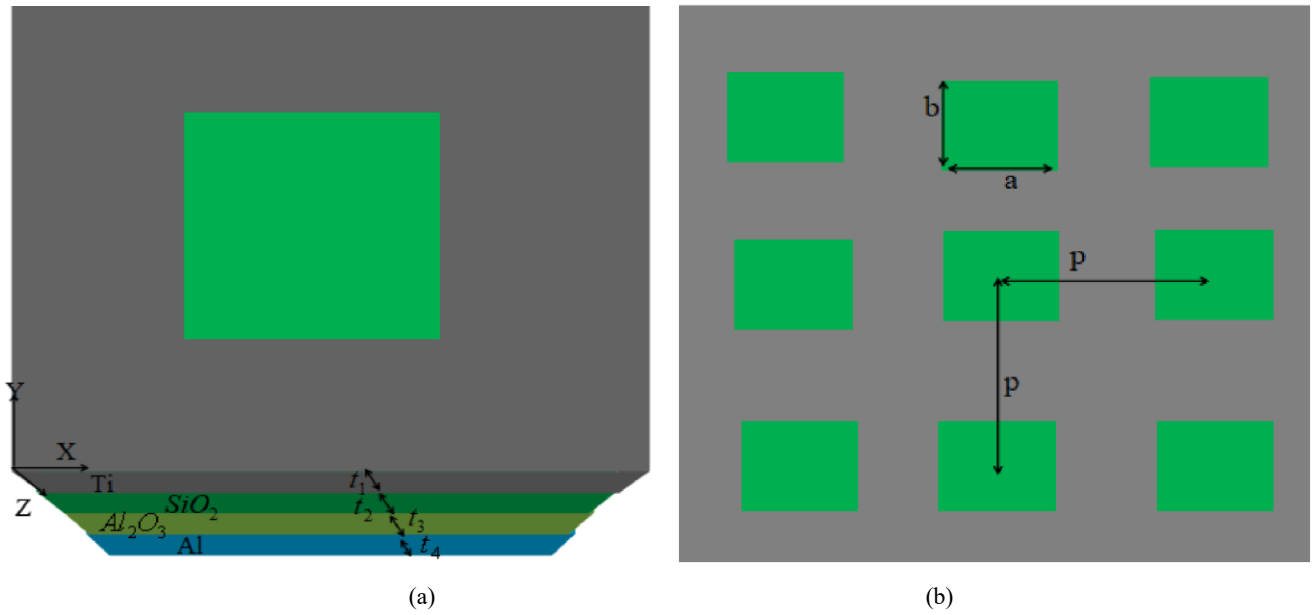 Y
X
Z
Ti
t₁
SiO₂
t₂
Al₂O₃
t₃
Al
t₄
(a)
b
a
p
p
(b)